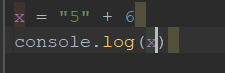 x = "5" + 6
console.log(x)